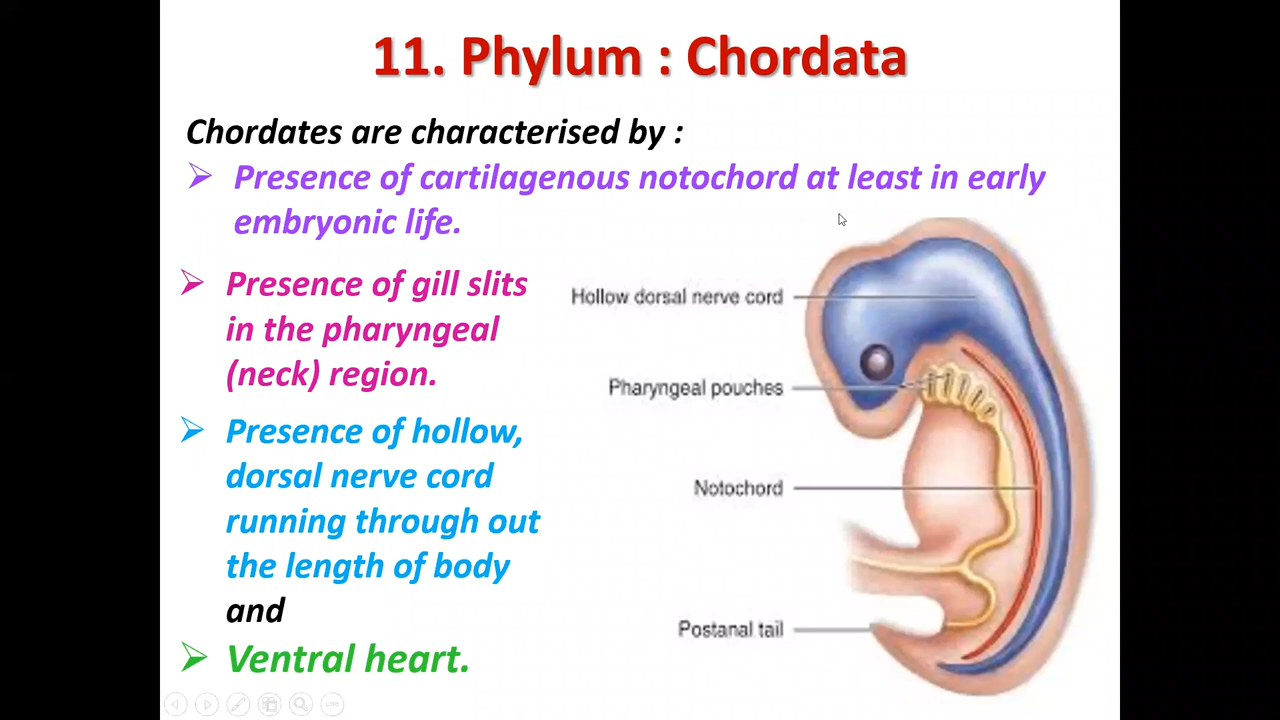 11. Phylum : Chordata
Chordates are characterised by :
➢ Presence of cartilagenous notochord at least in early
embryonic life.
➢ Presence of gill slits
in the pharyngeal
(neck) region.
➢ Presence of hollow,
dorsal nerve cord
running through out
the length of body
and
➢ Ventral heart.
Hollow dorsal nerve cord
Pharyngeal pouches
Notochord
Postanal tail